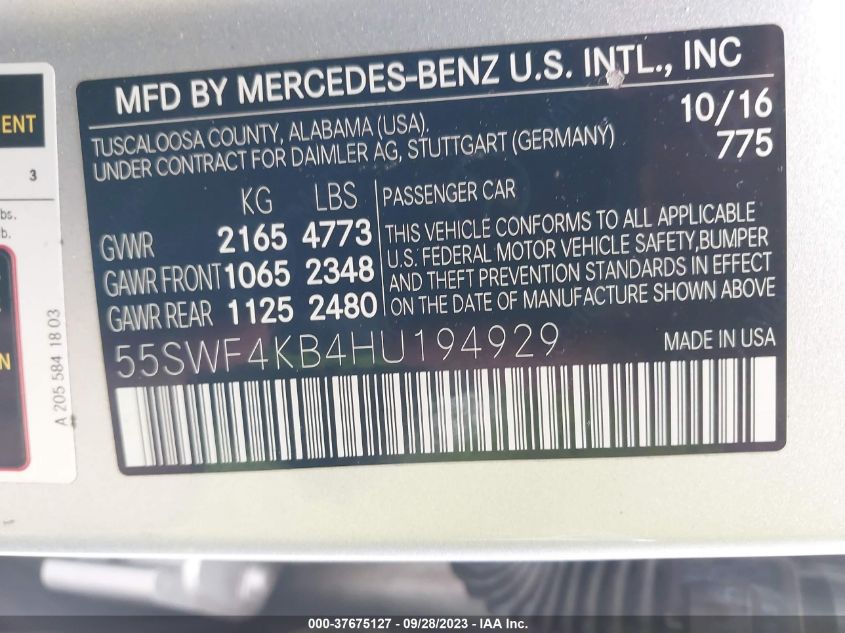 MFD BY MERCEDES-BENZ U.S. INTL., INC
10/16
TUSCALOOSA COUNTY, ALABAMA (USA).
UNDER CONTRACT FOR DAIMLER AG, STUTTGART (GERMANY)
775
KG LBS
GVWR 2165 4773
GAWR FRONT 1065 2348
GAWR REAR 1125 2480
PASSENGER CAR
THIS VEHICLE CONFORMS TO ALL APPLICABLE
U.S. FEDERAL MOTOR VEHICLE SAFETY,BUMPER
AND THEFT PREVENTION STANDARDS IN EFFECT
ON THE DATE OF MANUFACTURE SHOWN ABOVE
55SWF4KB4HU194929
MADE IN USA
ENT
3
bs.
b.
N
A 205 584 18 03
000-37675127 - 09/28/2023 - IAA Inc.